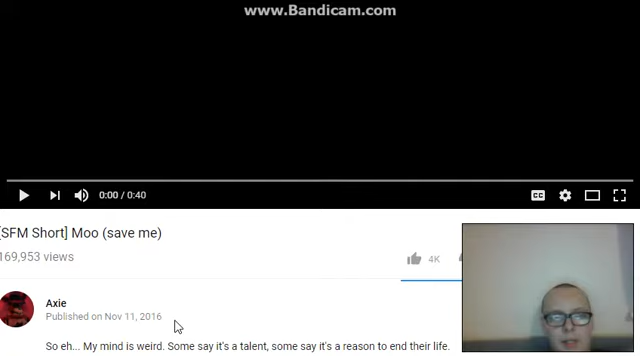 www.Bandicam.com
0:00 / 0:40
[SFM Short] Moo (save me)
169,953 views
4K
Axie
Published on Nov 11, 2016
So eh... My mind is weird. Some say it's a talent, some say it's a reason to end their life.